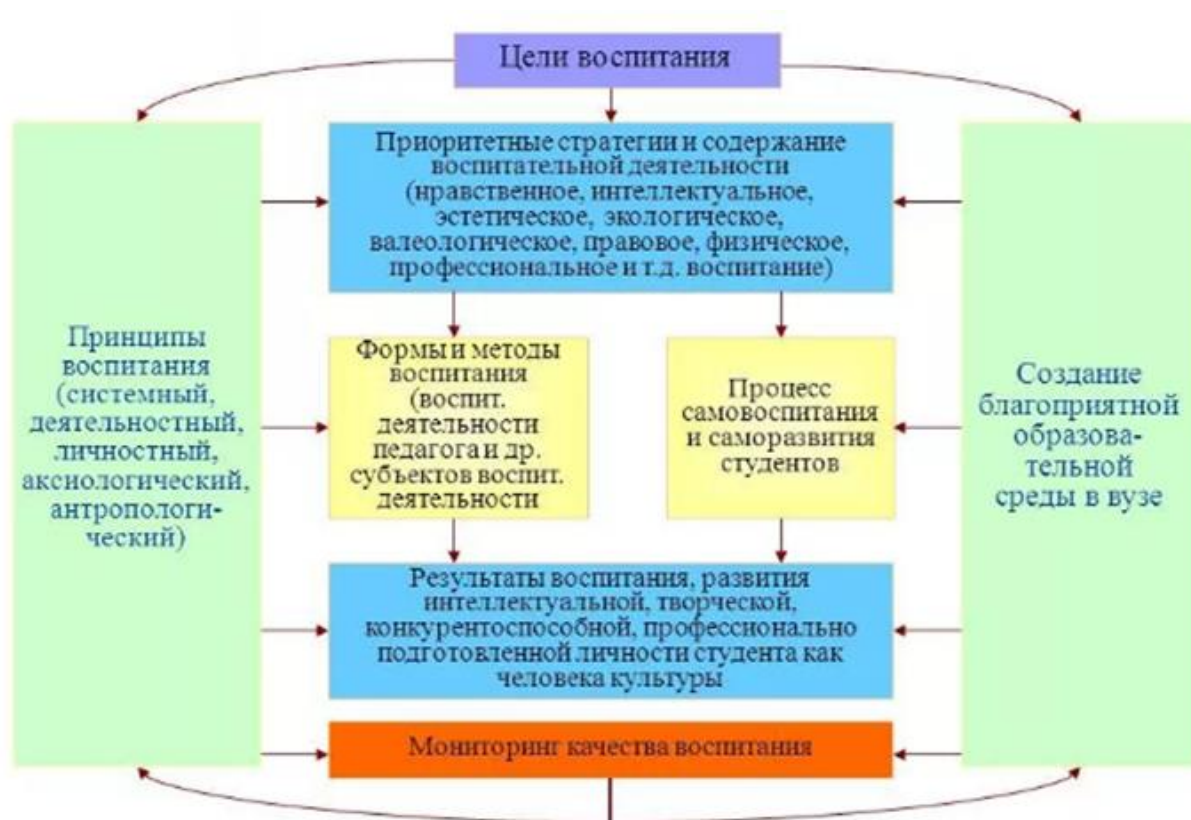 Цели воспитания
Приоритетные стратегии и содержание
воспитательной деятельности
(нравственное, интеллектуальное,
эстетическое, экологическое,
валеологическое, правовое, физическое,
профессиональное и т.д. воспитание)
Принципы
воспитания
(системный,
деятельностный,
личностный,
аксиологический,
антропологи-
ческий)
Формы и методы
воспитания
(воспит.
деятельности
педагога и др.
субъектов воспит.
деятельности
Процесс
самовоспитания
и саморазвития
студентов
Создание
благоприятной
образова-
тельной
среды в вузе
Результаты воспитания, развития
интеллектуальной, творческой,
конкурентоспособной, профессионально
подготовленной личности студента как
человека культуры
Мониторинг качества воспитания